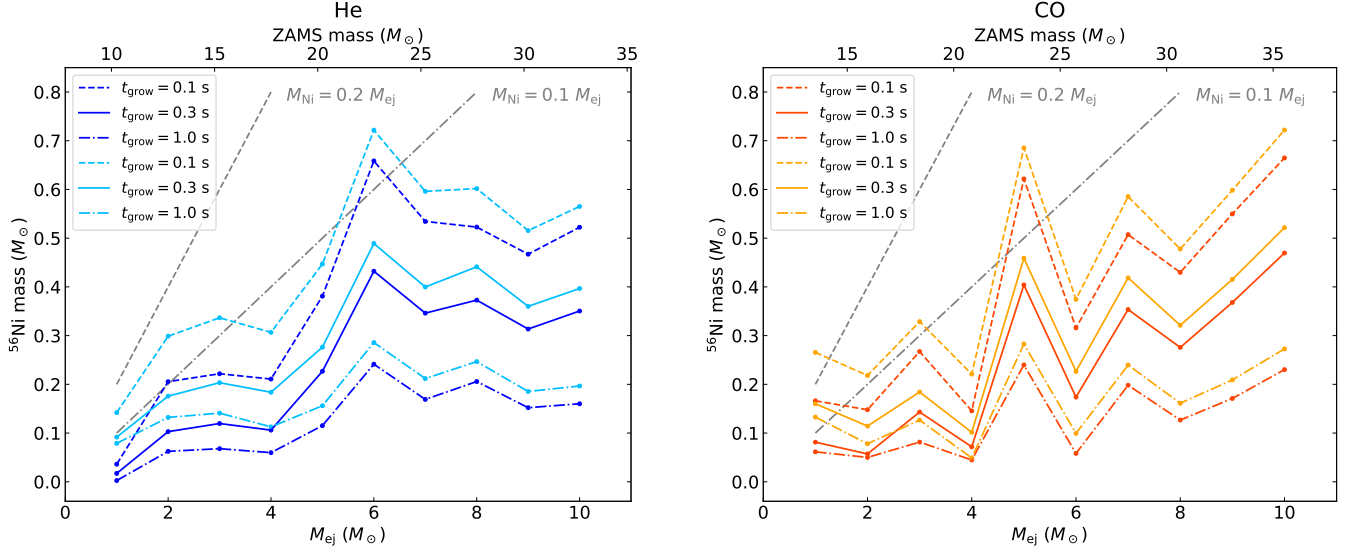 He
ZAMS mass (M⊙)
10 15 20 25 30 35
t_grow = 0.1 s
t_grow = 0.3 s
t_grow = 1.0 s
t_grow = 0.1 s
t_grow = 0.3 s
t_grow = 1.0 s
M_Ni = 0.2 M_ej
M_Ni = 0.1 M_ej
⁵⁶Ni mass (M⊙)
0.8
0.7
0.6
0.5
0.4
0.3
0.2
0.1
0.0
0 2 4 6 8 10
M_ej (M⊙)
CO
ZAMS mass (M⊙)
15 20 25 30 35
t_grow = 0.1 s
t_grow = 0.3 s
t_grow = 1.0 s
t_grow = 0.1 s
t_grow = 0.3 s
t_grow = 1.0 s
M_Ni = 0.2 M_ej
M_Ni = 0.1 M_ej
⁵⁶Ni mass (M⊙)
0.8
0.7
0.6
0.5
0.4
0.3
0.2
0.1
0.0
0 2 4 6 8 10
M_ej (M⊙)